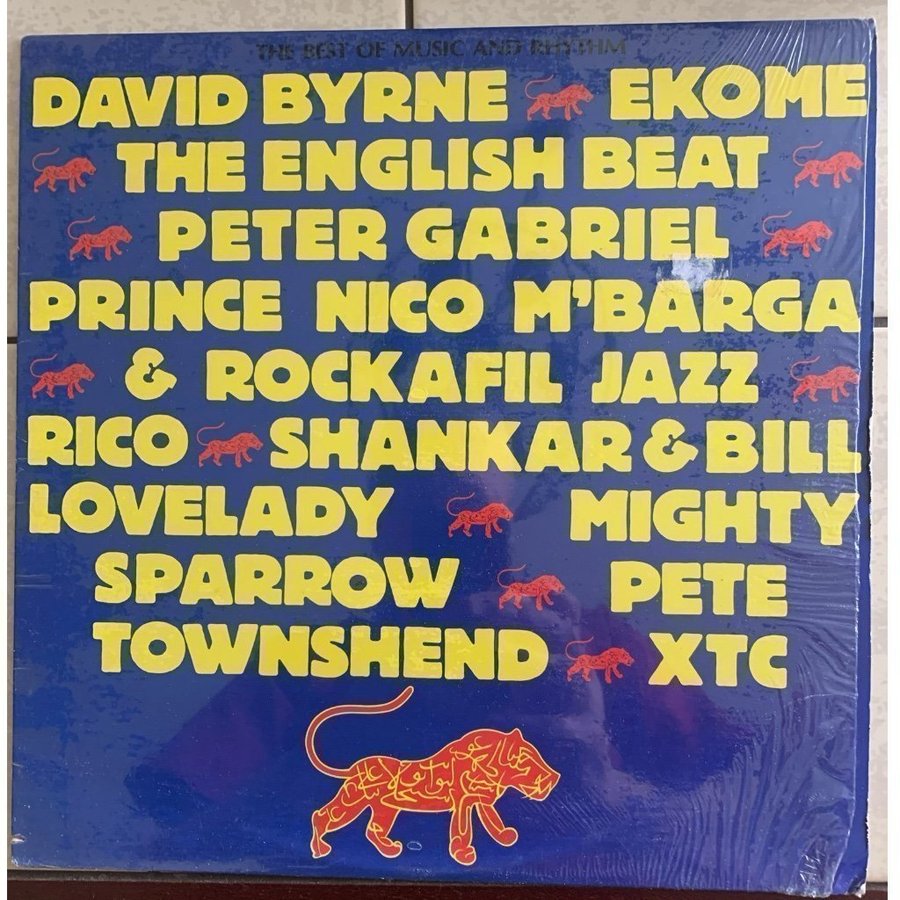 THE BEST OF MUSIC AND RHYTHM
DAVID BYRNE EKOME
THE ENGLISH BEAT
PETER GABRIEL
PRINCE NICO M'BARGA
& ROCKAFIL JAZZ
RICO SHANKAR & BILL
LOVELADY MIGHTY
SPARROW PETE
TOWNSHEND XTC